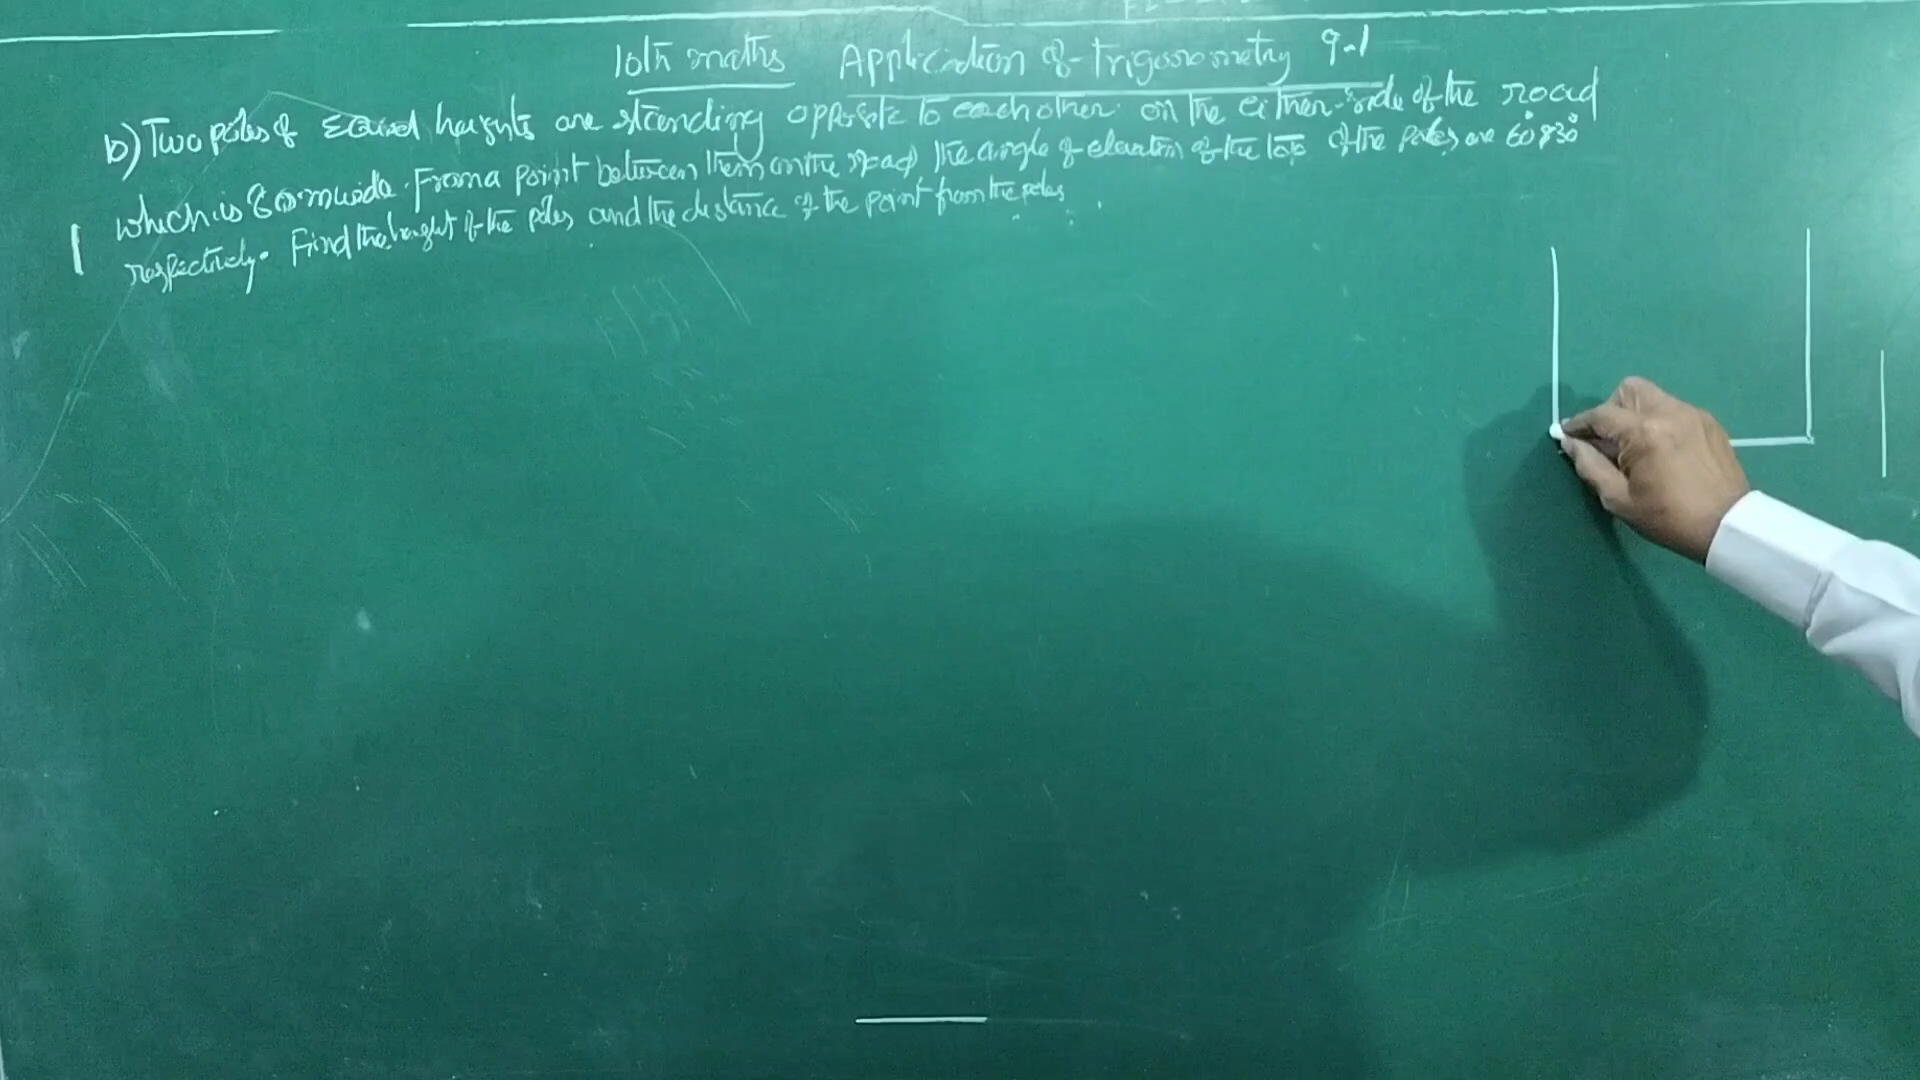 10th maths Application of trigonometry 9.1
b) Two poles of equal heights are standing opposite to each other on the either side of the road
which is 80m wide. From a point between them on the road, the angle of elevation of the tops of the poles are 60° & 30°
respectively. Find the height of the poles and the distance of the point from the poles